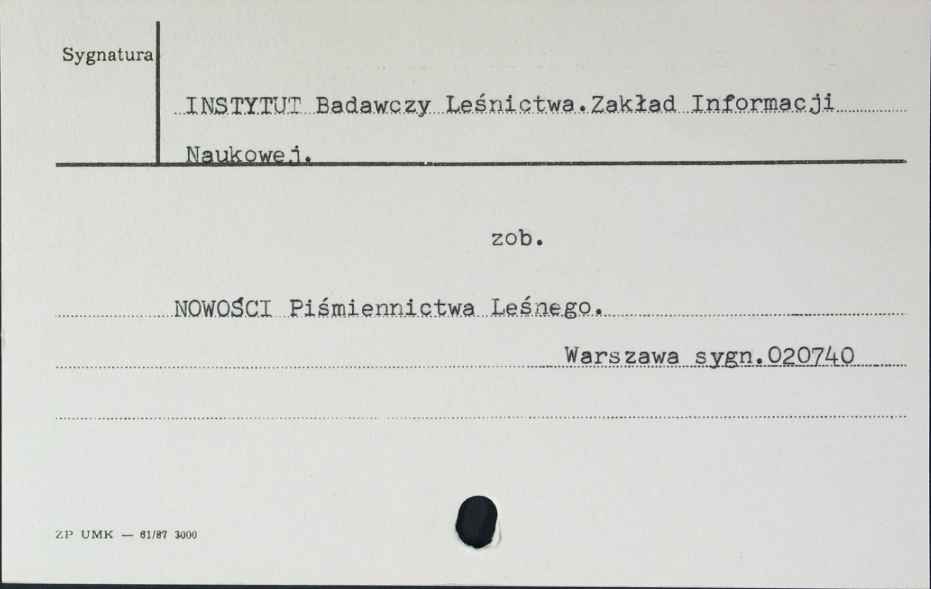 Sygnatura
INSTYTUT Badawczy Leśnictwa.Zakład Informacji
Naukowej.
zob.
NOWOŚCI Piśmiennictwa Leśnego.
Warszawa sygn.020740
ZP UMK — 61/87 3000